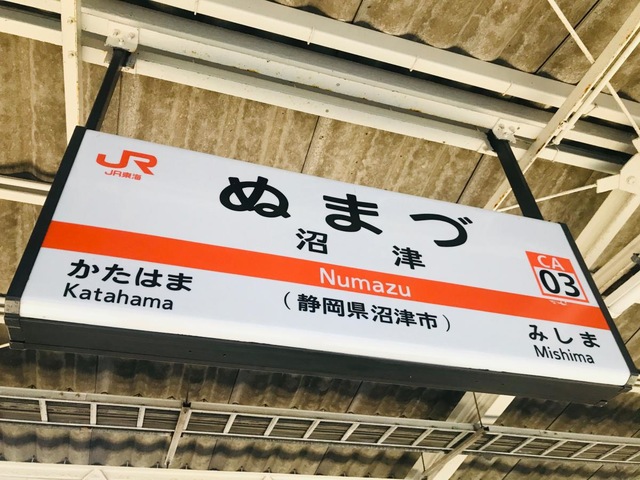 JR
JR東海
ぬまづ
沼津
Numazu
CA
03
かたはま
Katahama
(静岡県沼津市)
みしま
Mishima